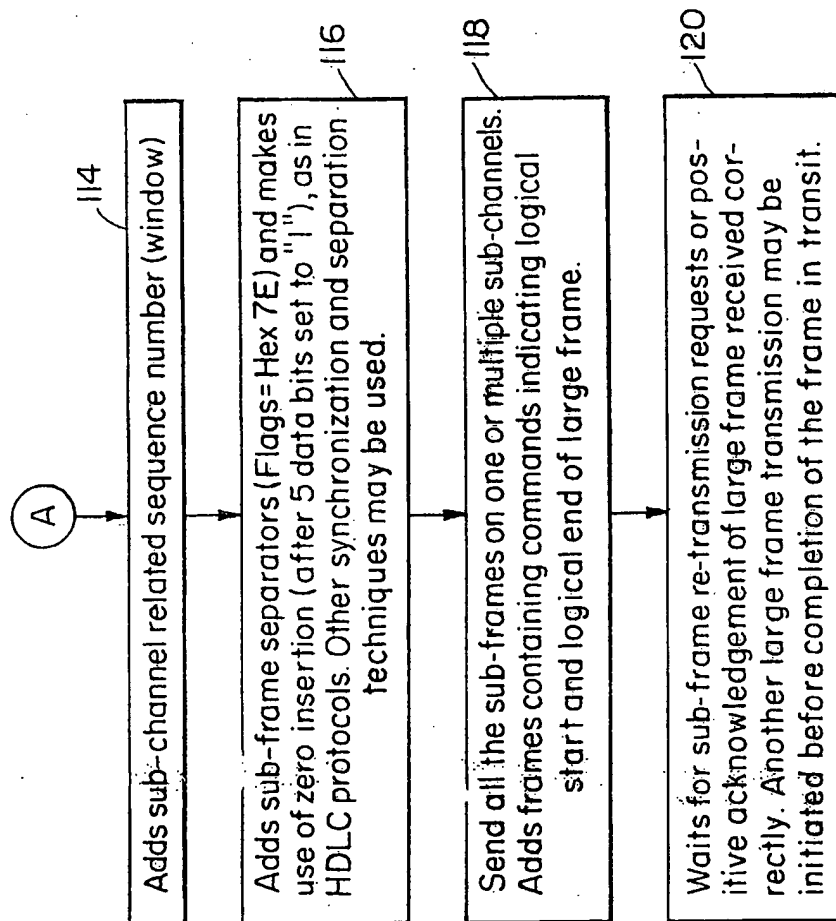 A
114
Adds sub-channel related sequence number (window)
116
Adds sub-frame separators (Flags= Hex 7E) and makes
use of zero insertion (after 5 data bits set to "1"), as in
HDLC protocols. Other synchronization and separation
techniques may be used.
118
Send all the sub-frames on one or multiple sub-channels.
Adds frames containing commands indicating logical
start and logical end of large frame.
120
Waits for sub-frame re-transmission requests or pos-
itive acknowledgement of large frame received cor-
rectly. Another large frame transmission may be
initiated before completion of the frame in transit.